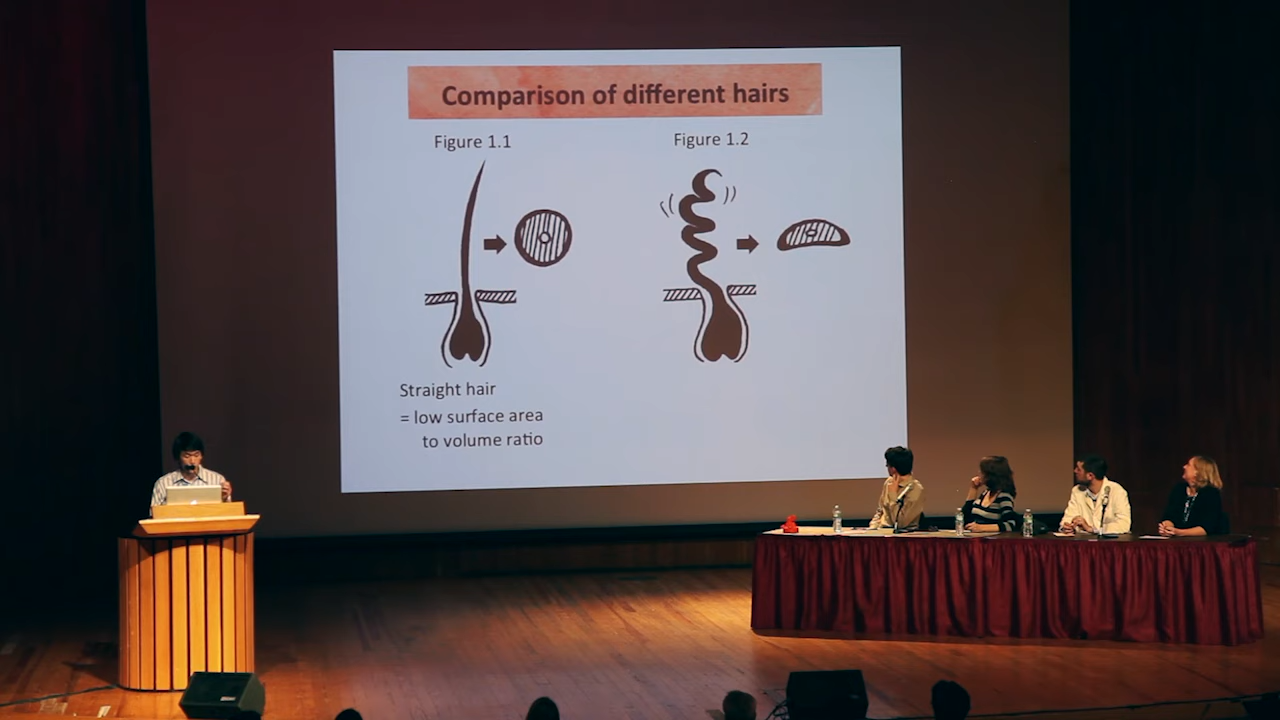 Comparison of different hairs
Figure 1.1
Figure 1.2
Straight hair
= low surface area
to volume ratio